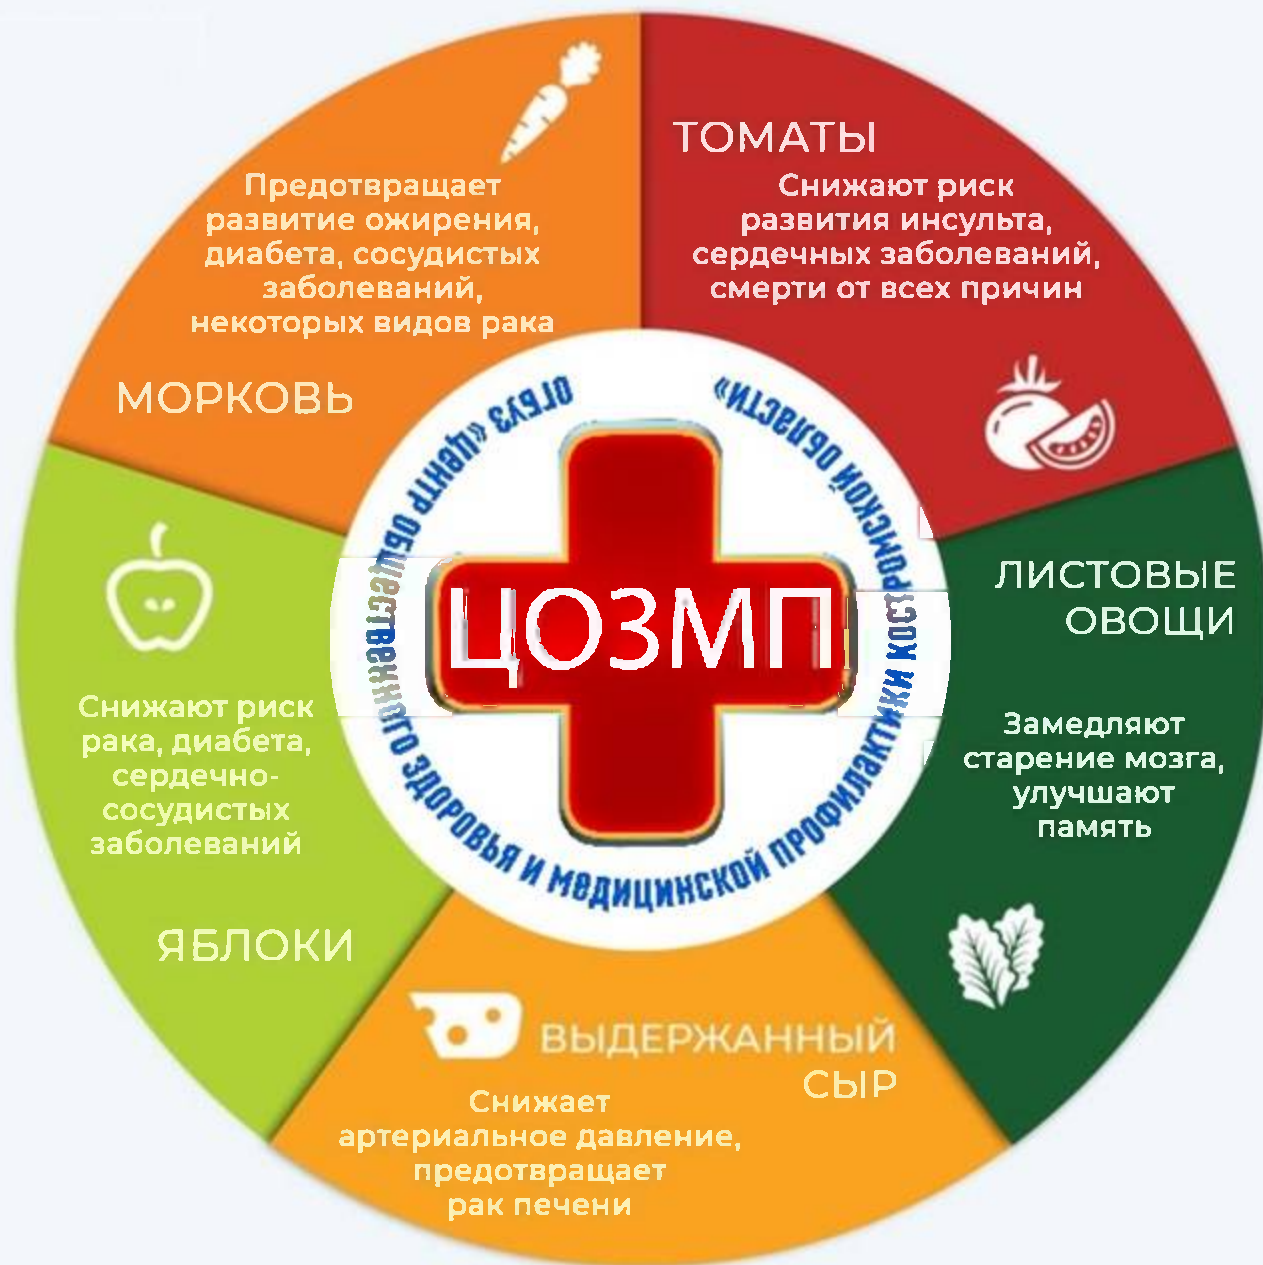 ТОМАТЫ
Снижают риск
развития инсульта,
сердечных заболеваний,
смерти от всех причин
ЛИСТОВЫЕ
ОВОЩИ
Замедляют
старение мозга,
улучшают
память
ВЫДЕРЖАННЫЙ
СЫР
Снижает
артериальное давление,
предотвращает
рак печени
Снижают риск
рака, диабета,
сердечно-
сосудистых
заболеваний
ЯБЛОКИ
Предотвращает
развитие ожирения,
диабета, сосудистых
заболеваний,
некоторых видов рака
МОРКОВЬ
ОГБУЗ «ЦЕНТР ОБЩЕСТВЕННОГО ЗДОРОВЬЯ И МЕДИЦИНСКОЙ ПРОФИЛАКТИКИ КОСТРОМСКОЙ ОБЛАСТИ»
ЦОЗМП